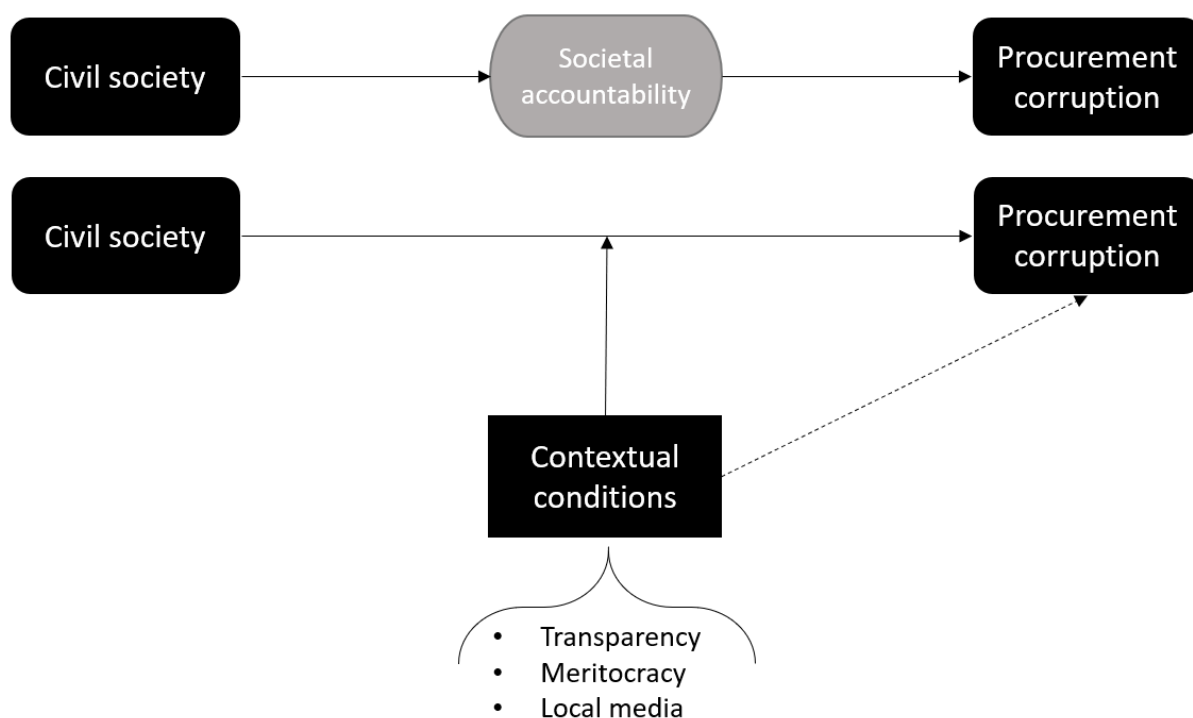 Civil society
Societal
accountability
Procurement
corruption
Civil society
Procurement
corruption
Contextual
conditions
• Transparency
• Meritocracy
• Local media